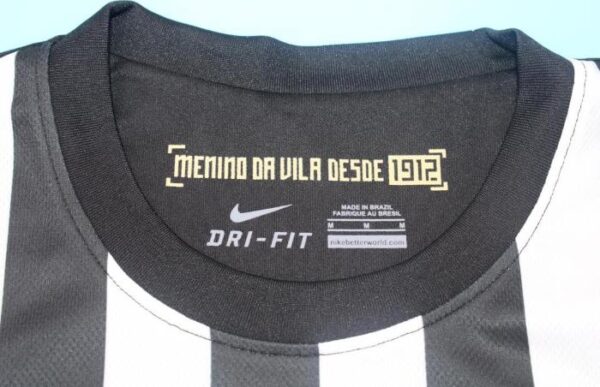 MENINO DA VILA DESDE 1912
DRI-FIT
MADE IN BRAZIL
FABRIQUE AU BRESIL
M M M
nikebetterworld.com